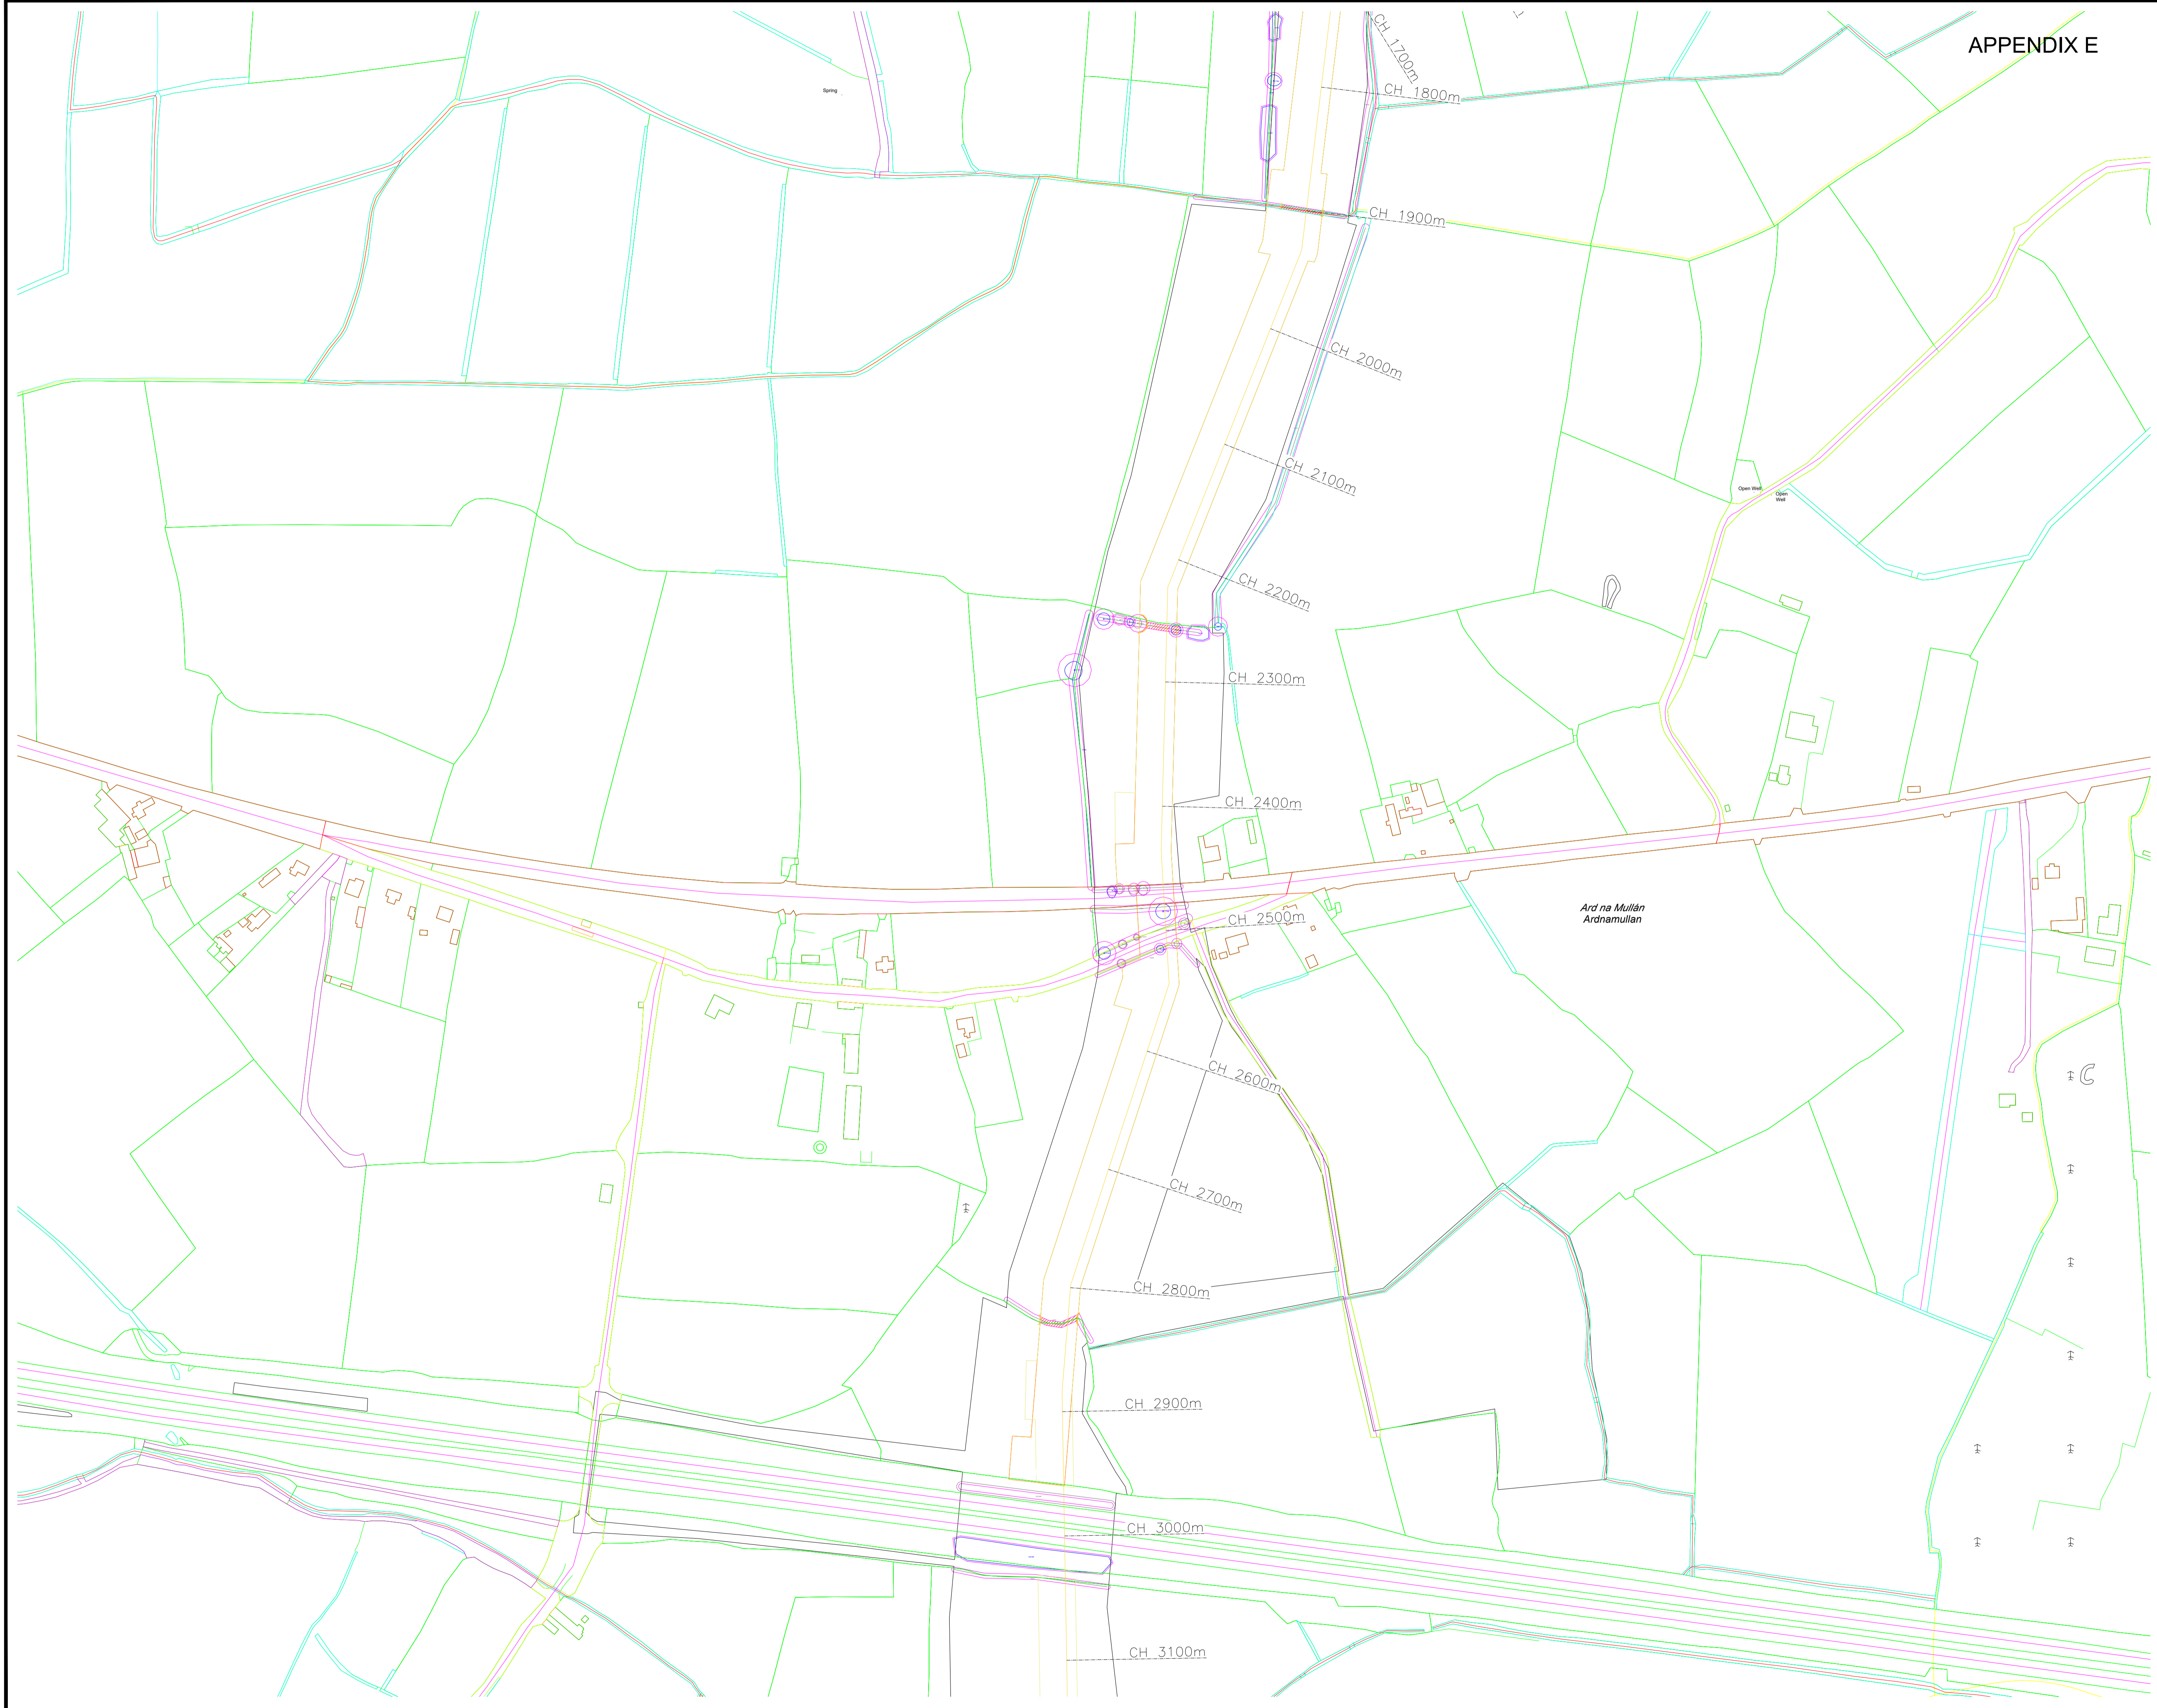 APPENDIX E
CH 1700m
Spring
CH 1800m
CH 1900m
CH 2000m
CH 2100m
Open Well
Open
Well
CH 2200m
CH 2300m
CH 2400m
Ard na Mullán
Ardnamullan
CH 2500m
CH 2600m
CH 2700m
CH 2800m
CH 2900m
CH 3000m
CH 3100m